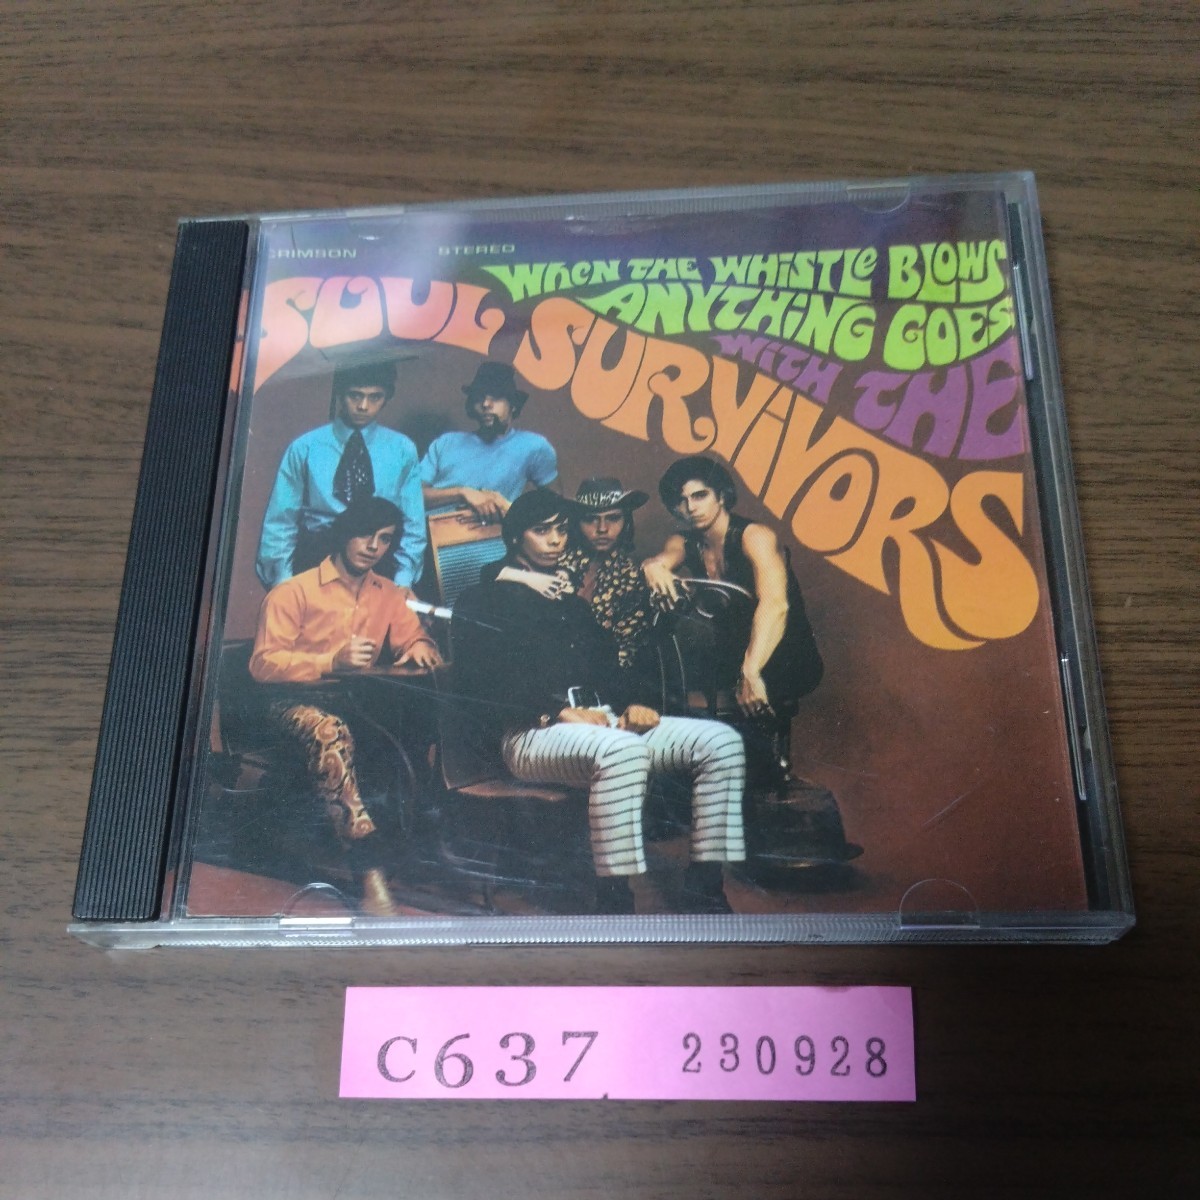 CRIMSON STEREO
WHEN THE WHISTLE BLOWS
ANYTHING GOES
WITH THE
SOUL SURVIVORS
C637 230928